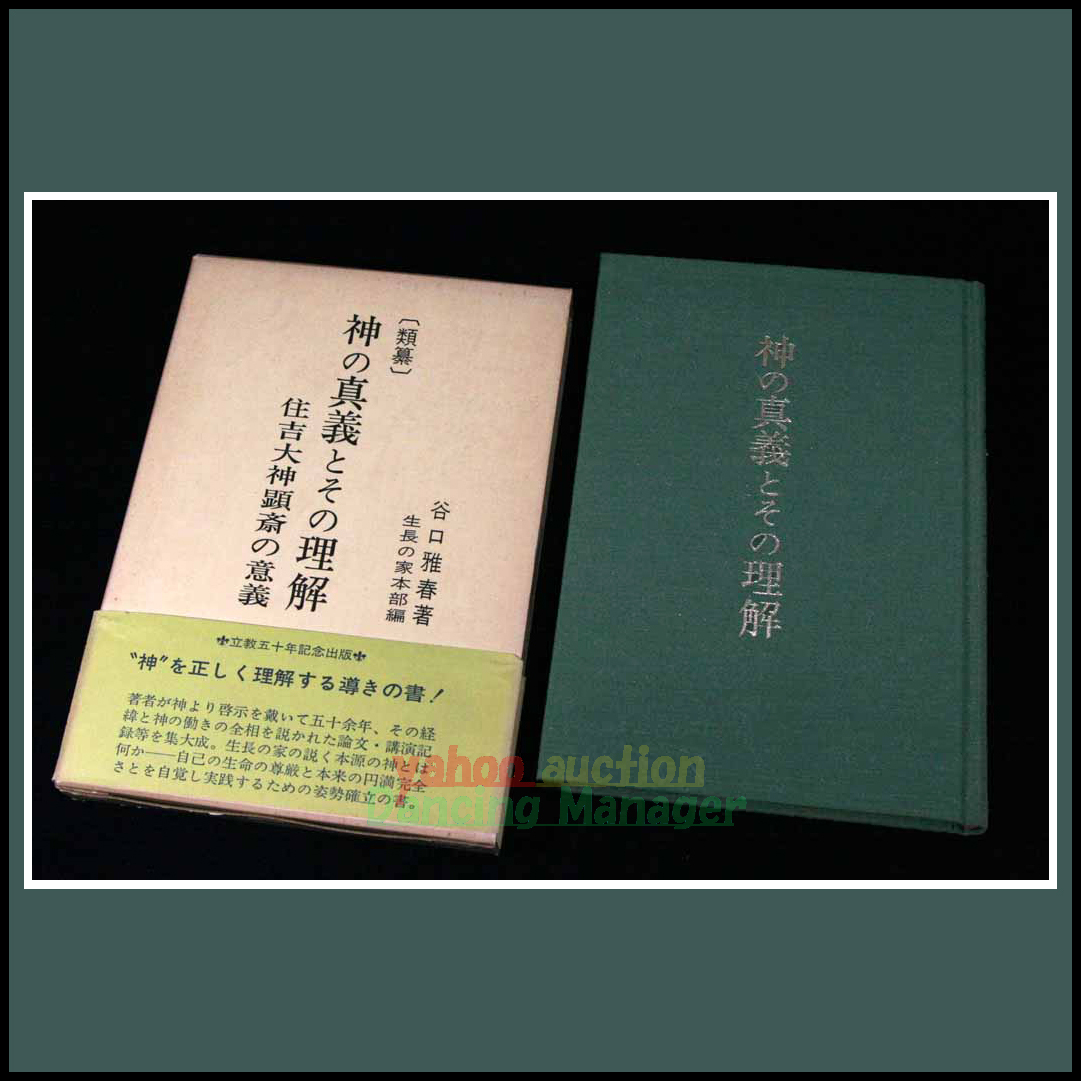 〔類纂〕
神の真義とその理解
住吉大神顕斎の意義
谷口雅春著
生長の家本部編
立教五十年記念出版
“神”を正しく理解する導きの書！
著者が神より啓示を戴いて五十余年、その経
緯と神の働きの全相を説かれた論文・講演記
録等を集大成。生長の家の説く本源の神とは
何か――自己の生命の尊厳と本来の円満完全
さとを自覚し実践するための姿勢確立の書。
神の真義とその理解
yahoo auction
Dancing Manager